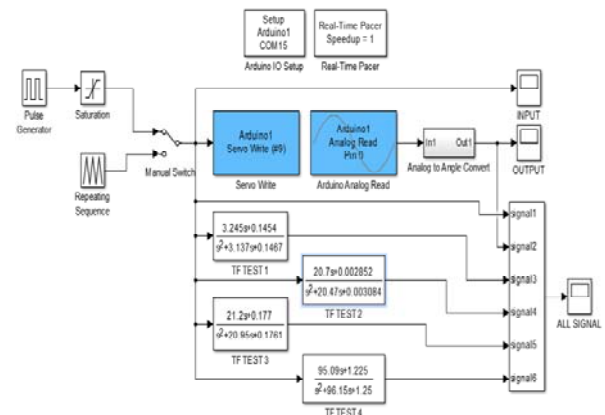 Setup
Arduino1
COM15
Arduino IO Setup
Real-Time Pacer
Speedup = 1
Real-Time Pacer
Pulse
Generator
Saturation
Repeating
Sequence
Manual Switch
Arduino1
Servo Write (#9)
Servo Write
Arduino1
Analog Read
Pin 0
Arduino Analog Read
In1 Out1
Analog to Angle Convert
INPUT
OUTPUT
signal1
signal2
signal3
signal4
signal5
signal6
ALL SIGNAL
3.245s+0.1454
s²+3.137s+0.1467
TF TEST 1
20.7s+0.002852
s²+20.47s+0.003084
TF TEST 2
21.2s+0.177
s²+20.95s+0.1761
TF TEST 3
95.09s+1.225
s²+96.15s+1.25
TF TEST 4